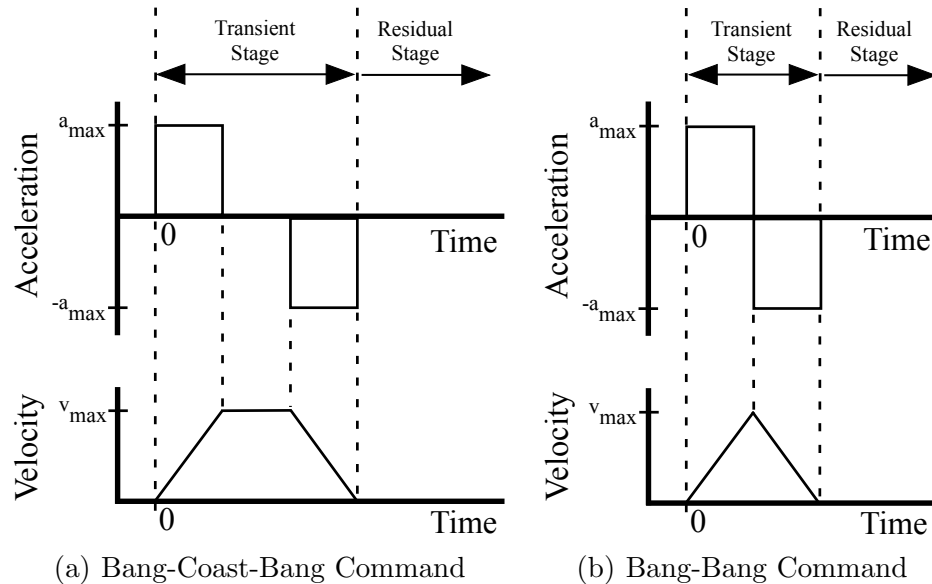 Transient
Stage
Residual
Stage
Acceleration
a max
0
Time
-a max
Velocity
v max
0
Time
(a) Bang-Coast-Bang Command
Transient
Stage
Residual
Stage
Acceleration
a max
0
Time
-a max
Velocity
v max
0
Time
(b) Bang-Bang Command